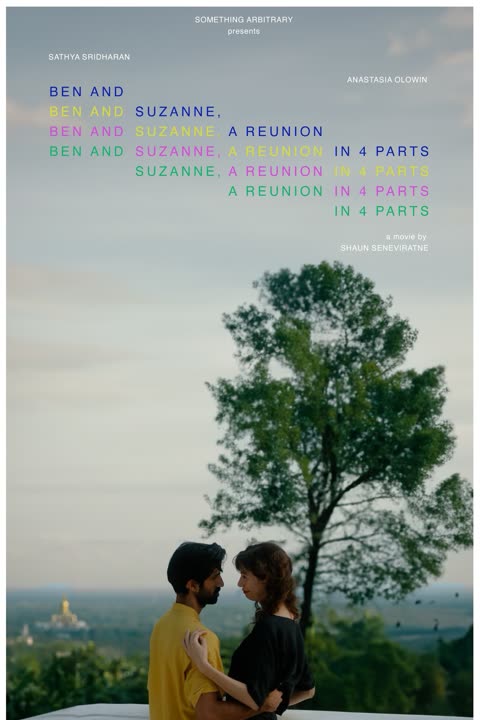 SOMETHING ARBITRARY
presents
SATHYA SRIDHARAN
ANASTASIA OLOWIN
BEN AND
BEN AND SUZANNE,
BEN AND SUZANNE, A REUNION
BEN AND SUZANNE, A REUNION IN 4 PARTS
SUZANNE, A REUNION IN 4 PARTS
A REUNION IN 4 PARTS
IN 4 PARTS
a movie by
SHAUN SENEVIRATNE